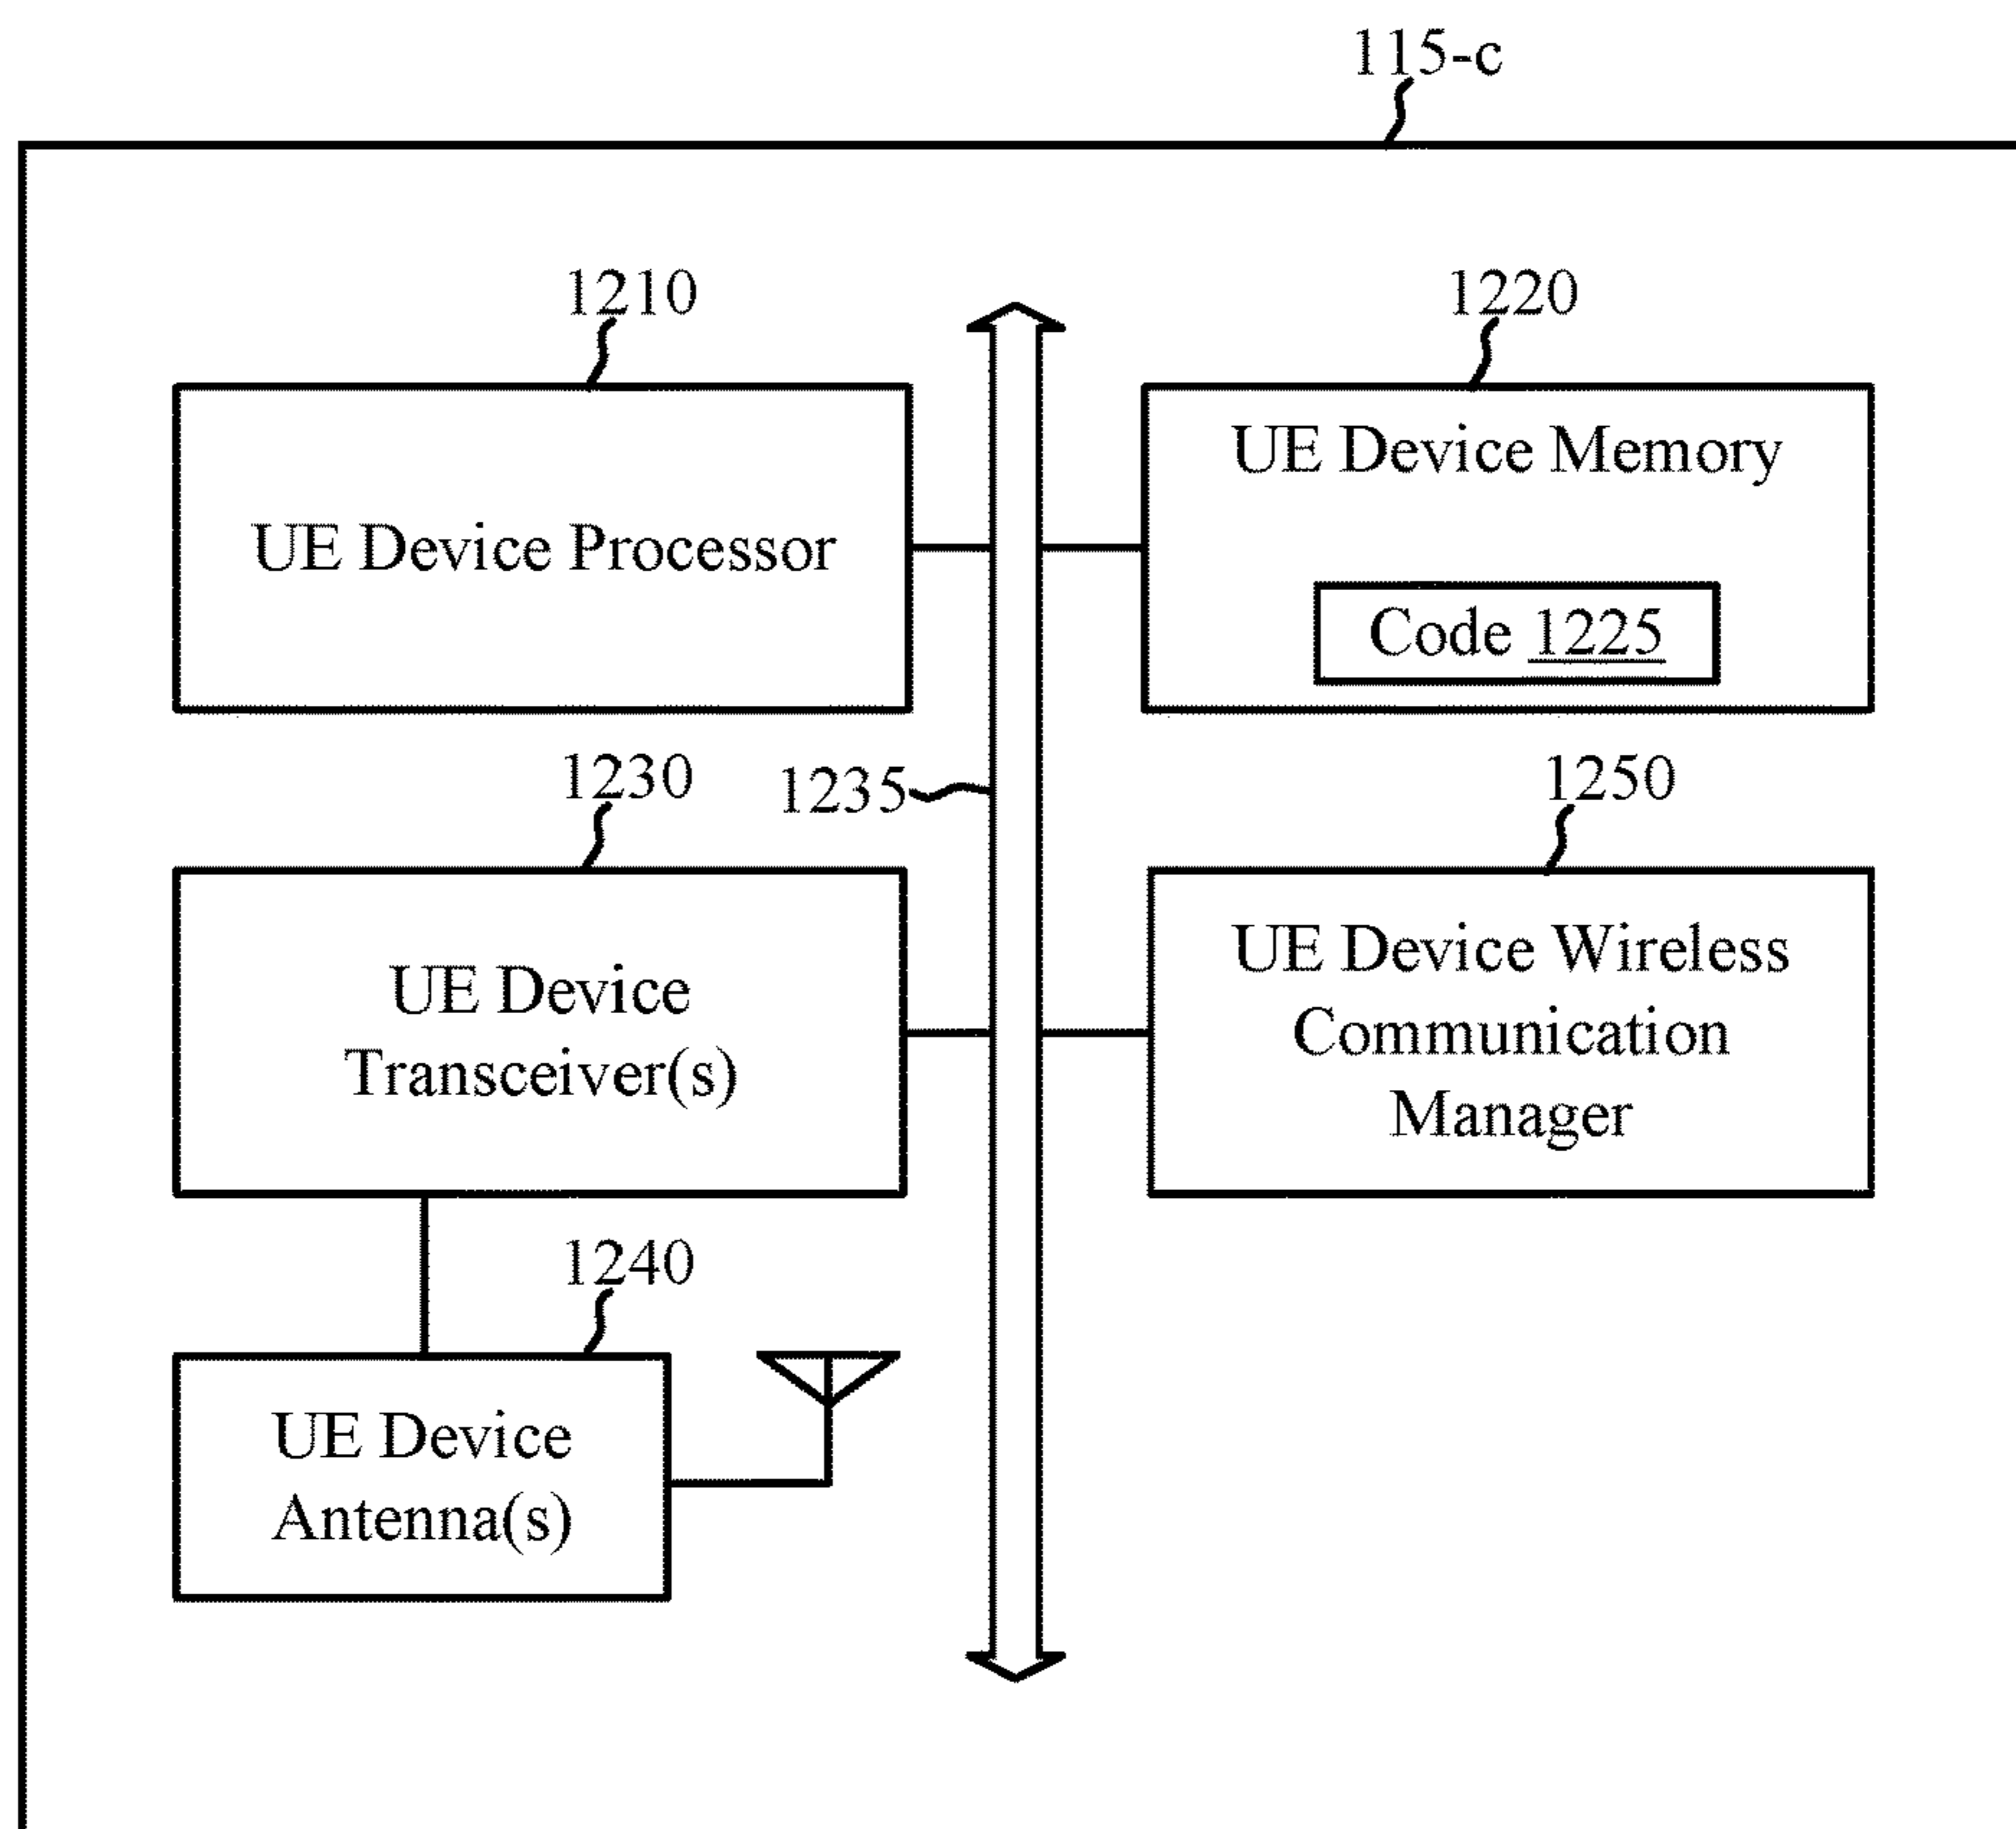 115-c
1210
1220
UE Device Processor
UE Device Memory
Code 1225
1230
1235
1250
UE Device
Transceiver(s)
UE Device Wireless
Communication
Manager
1240
UE Device
Antenna(s)